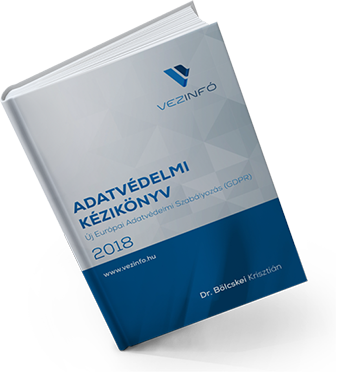 VEZINFÓ
ADATVÉDELMI
KÉZIKÖNYV
Új Európai Adatvédelmi Szabályozás (GDPR)
2018
www.vezinfo.hu
Dr. Bölcskei Krisztián